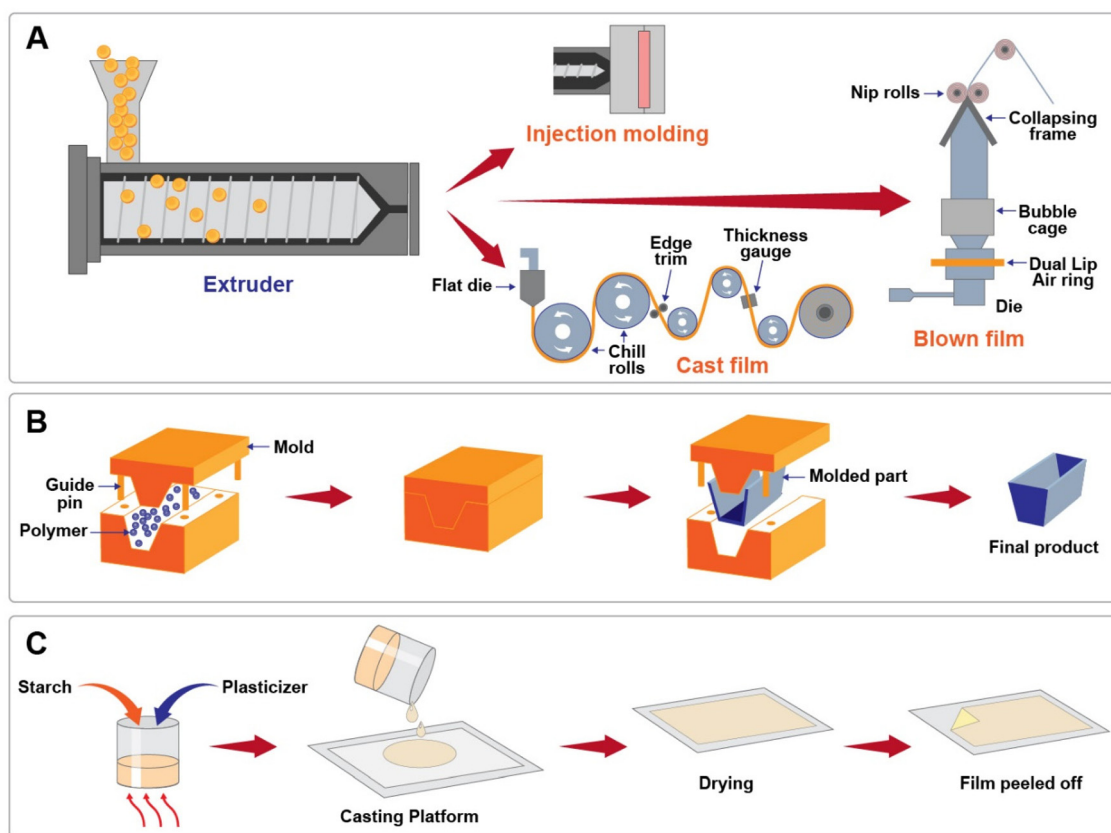 A
Extruder
Injection molding
Nip rolls
Collapsing
frame
Bubble
cage
Dual Lip
Air ring
Die
Blown film
Flat die
Edge
trim
Thickness
gauge
Chill
rolls
Cast film
B
Mold
Guide
pin
Polymer
Molded part
Final product
C
Starch
Plasticizer
Casting Platform
Drying
Film peeled off